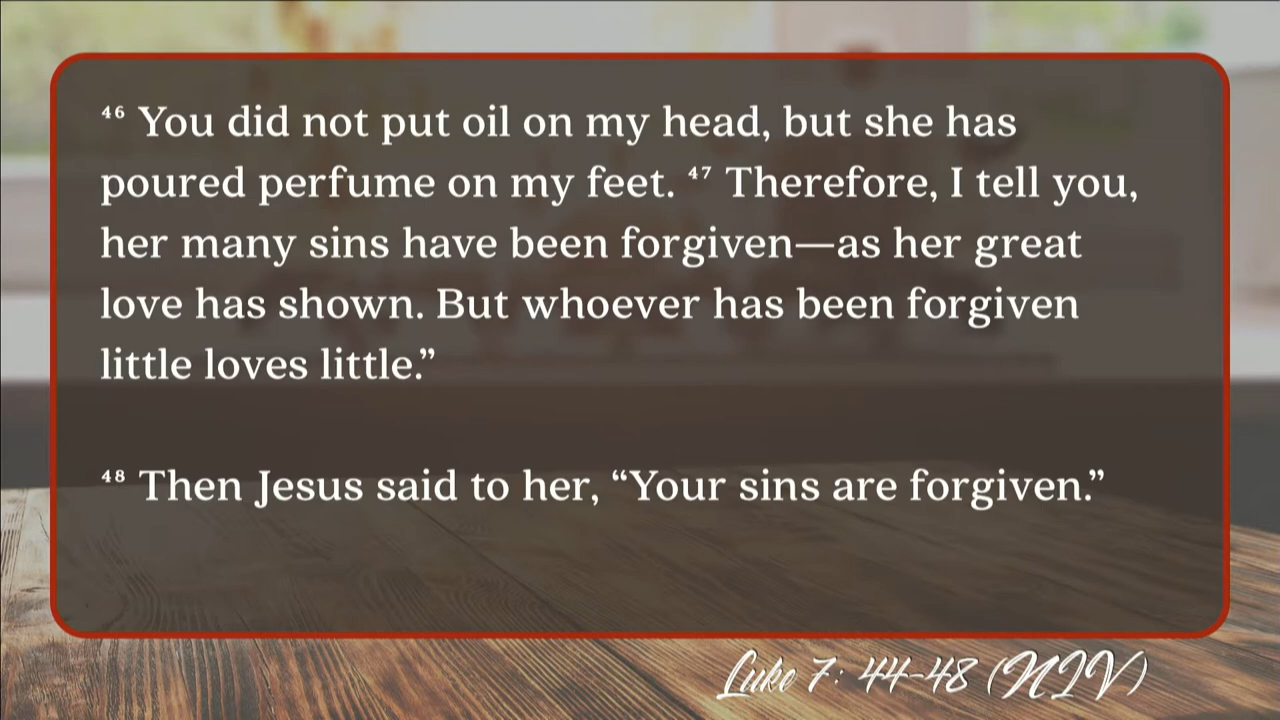 ⁴⁶ You did not put oil on my head, but she has
poured perfume on my feet. ⁴⁷ Therefore, I tell you,
her many sins have been forgiven—as her great
love has shown. But whoever has been forgiven
little loves little.”
⁴⁸ Then Jesus said to her, “Your sins are forgiven.”
Luke 7: 44-48 (NIV)